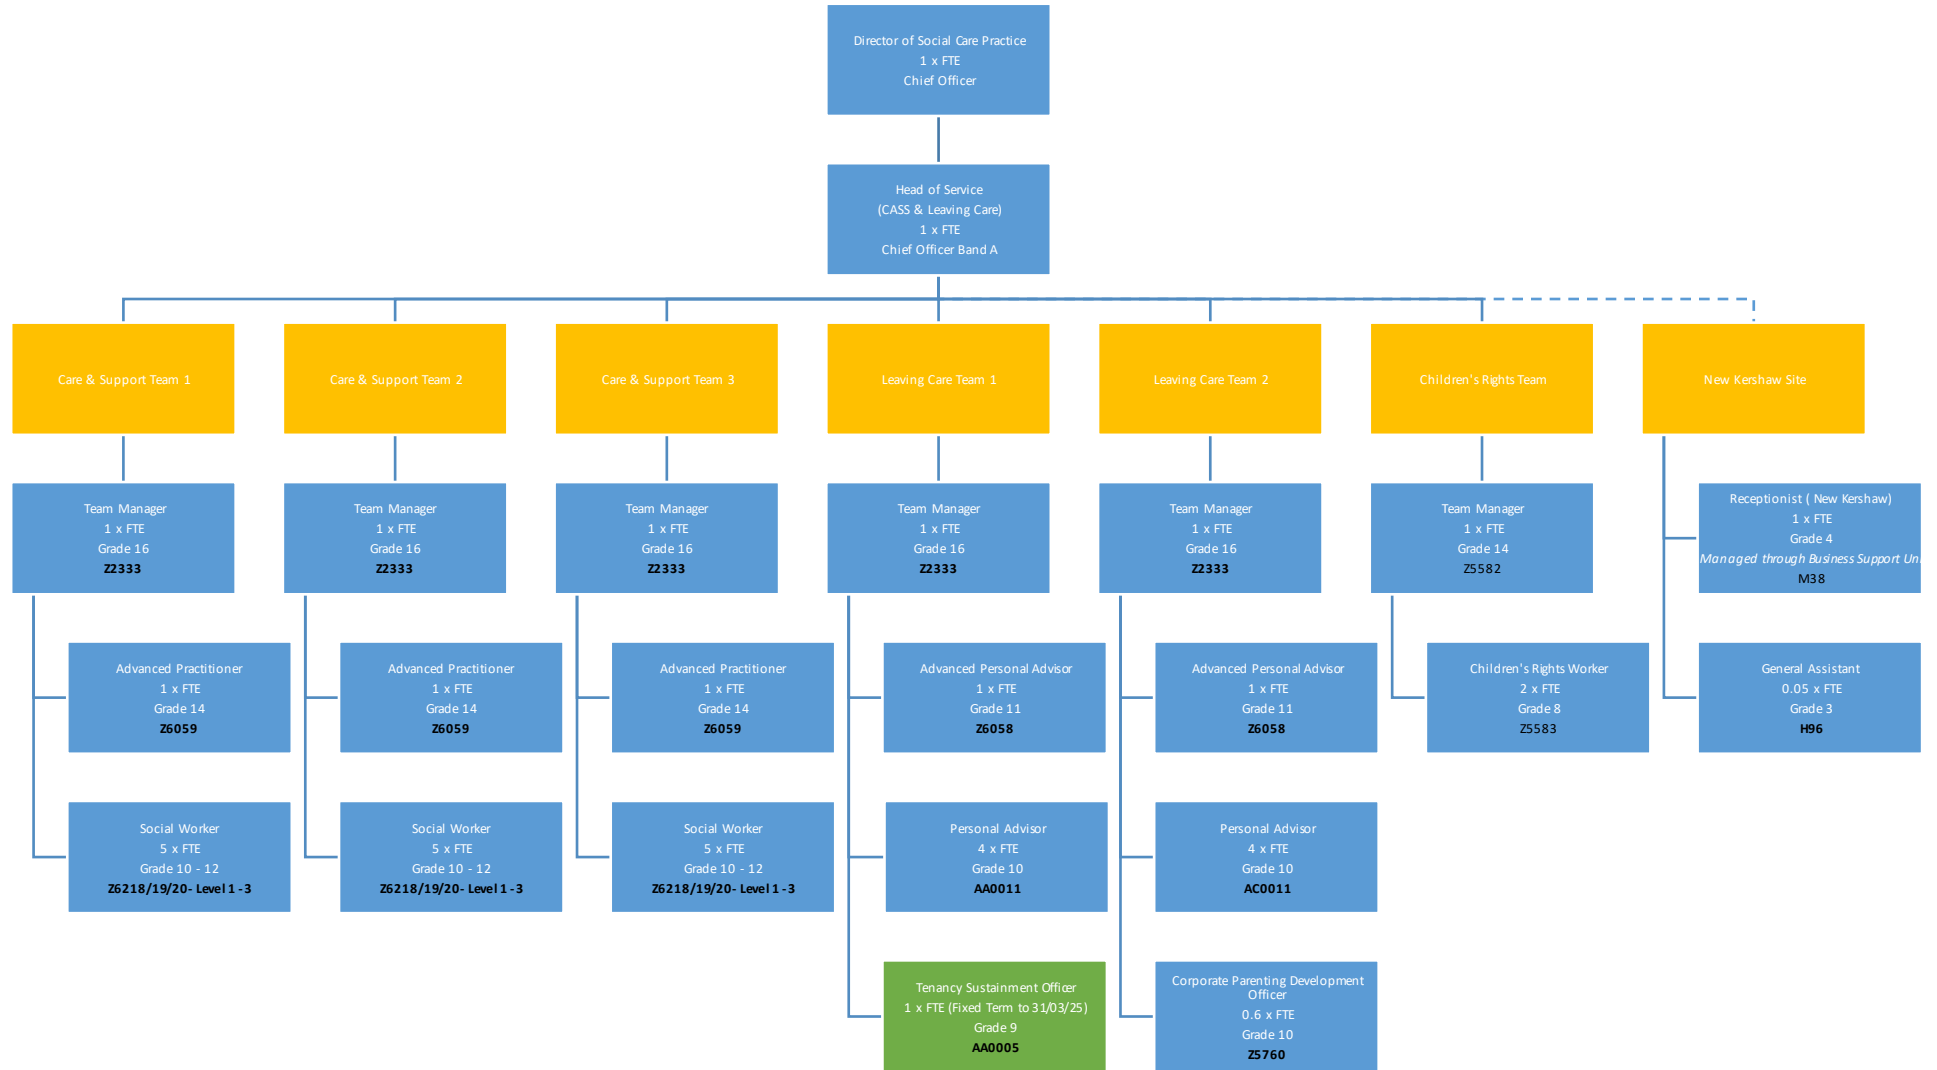 Director of Social Care Practice
1 x FTE
Chief Officer
Head of Service
(CASS & Leaving Care)
1 x FTE
Chief Officer Band A
Care & Support Team 1
Care & Support Team 2
Care & Support Team 3
Leaving Care Team 1
Leaving Care Team 2
Children's Rights Team
New Kershaw Site
Team Manager
1 x FTE
Grade 16
Z2333
Team Manager
1 x FTE
Grade 16
Z2333
Team Manager
1 x FTE
Grade 16
Z2333
Team Manager
1 x FTE
Grade 16
Z2333
Team Manager
1 x FTE
Grade 16
Z2333
Team Manager
1 x FTE
Grade 14
Z5582
Receptionist ( New Kershaw)
1 x FTE
Grade 4
Managed through Business Support
M38
Advanced Practitioner
1 x FTE
Grade 14
Z6059
Advanced Practitioner
1 x FTE
Grade 14
Z6059
Advanced Practitioner
1 x FTE
Grade 14
Z6059
Advanced Personal Advisor
1 x FTE
Grade 11
Z6058
Advanced Personal Advisor
1 x FTE
Grade 11
Z6058
Children's Rights Worker
2 x FTE
Grade 8
Z5583
General Assistant
0.05 x FTE
Grade 3
H96
Social Worker
5 x FTE
Grade 10 - 12
Z6218/19/20- Level 1 -3
Social Worker
5 x FTE
Grade 10 - 12
Z6218/19/20- Level 1 -3
Social Worker
5 x FTE
Grade 10 - 12
Z6218/19/20- Level 1 -3
Personal Advisor
4 x FTE
Grade 10
AA0011
Personal Advisor
4 x FTE
Grade 10
AC0011
Tenancy Sustainment Officer
1 x FTE (Fixed Term to 31/03/25)
Grade 9
AA0005
Corporate Parenting Development
Officer
0.6 x FTE
Grade 10
Z5760